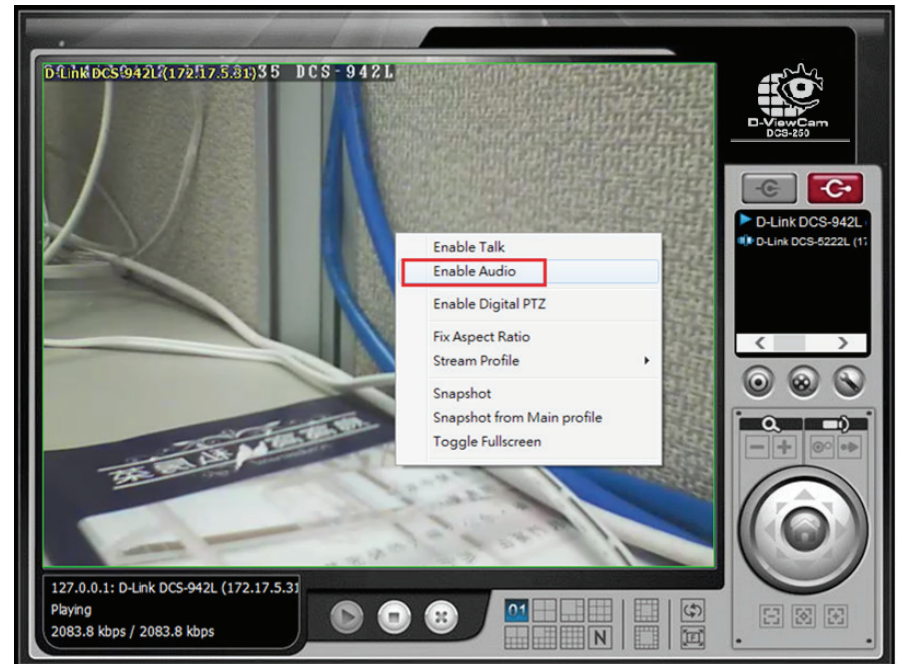 D-Link DCS-942L(172.17.5.31)35 DCS-942L
D-ViewCam
DCS-250
D-Link DCS-942L
D-Link DCS-5222L (17
Enable Talk
Enable Audio
Enable Digital PTZ
Fix Aspect Ratio
Stream Profile
Snapshot
Snapshot from Main profile
Toggle Fullscreen
127.0.0.1: D-Link DCS-942L (172.17.5.31
Playing
2083.8 kbps / 2083.8 kbps
01
N